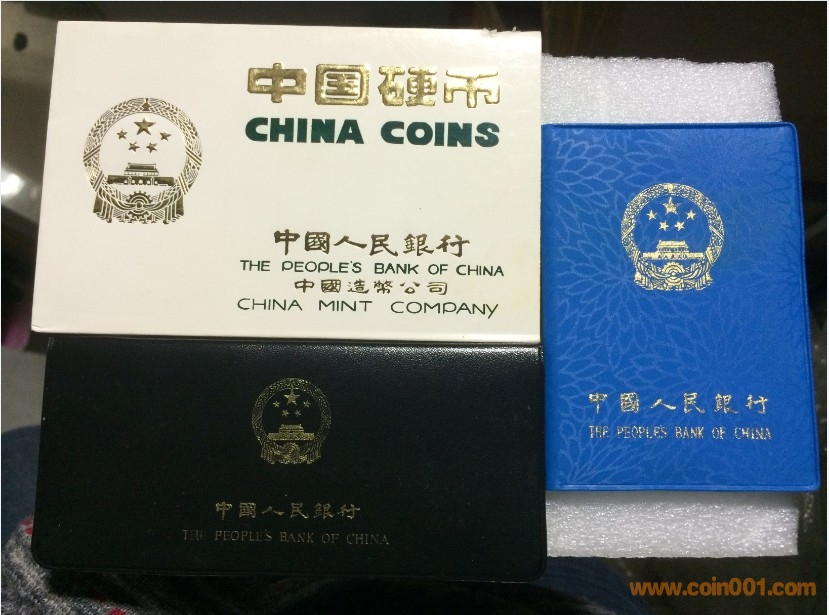 中国硬币
CHINA COINS
中國人民銀行
THE PEOPLE'S BANK OF CHINA
中國造幣公司
CHINA MINT COMPANY
中國人民銀行
THE PEOPLE'S BANK OF CHINA
中國人民銀行
THE PEOPLE'S BANK OF CHINA
www.coin001.com